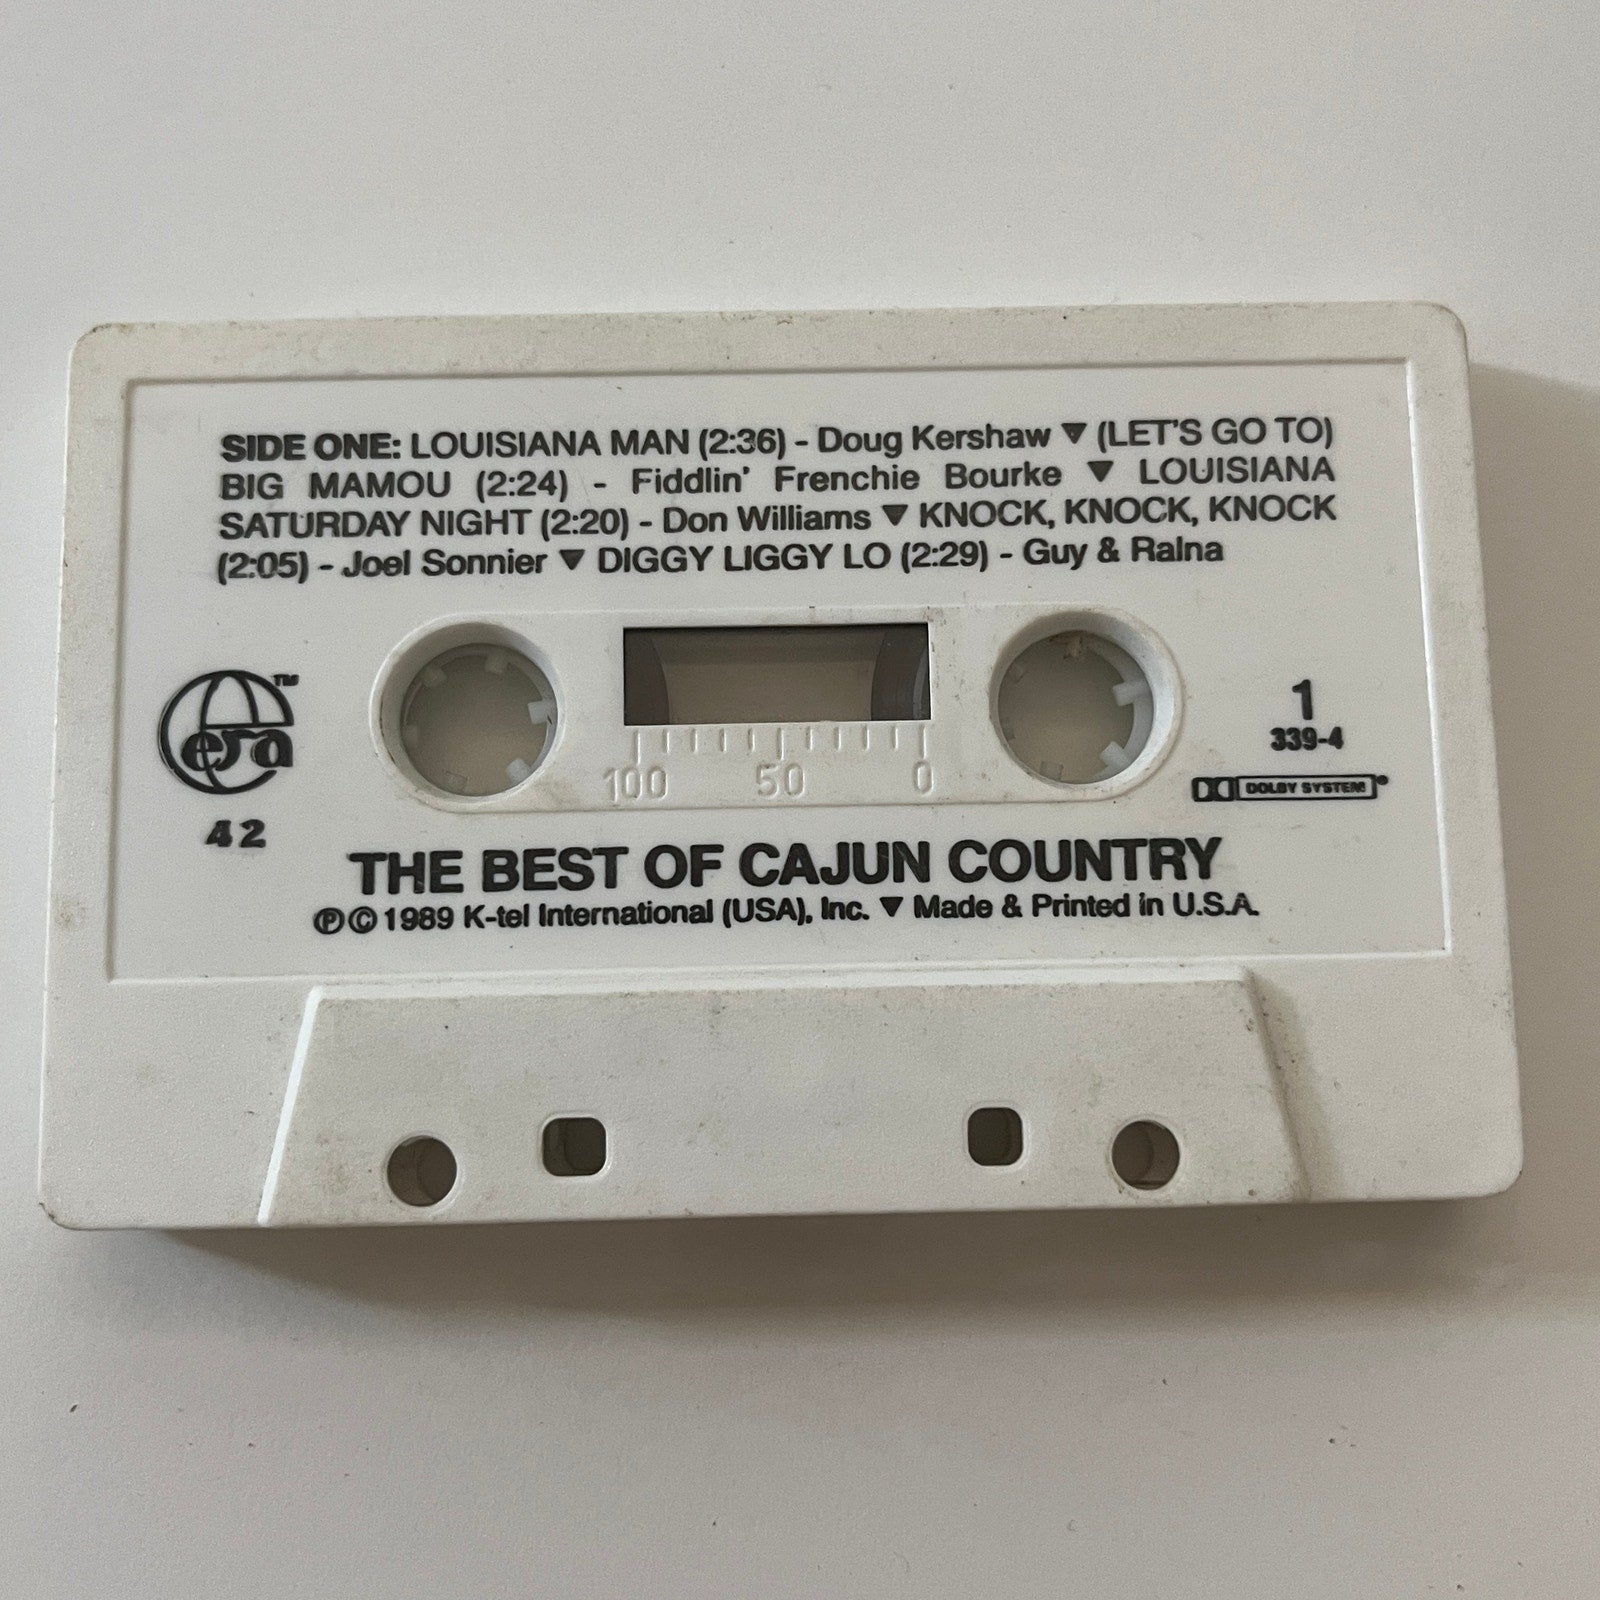 SIDE ONE: LOUISIANA MAN (2:36) - Doug Kershaw ▼ (LET'S GO TO)
BIG MAMOU (2:24) - Fiddlin' Frenchie Bourke ▼ LOUISIANA
SATURDAY NIGHT (2:20) - Don Williams ▼ KNOCK, KNOCK, KNOCK
(2:05) - Joel Sonnier ▼ DIGGY LIGGY LO (2:29) - Guy & Ralna
era™
42
100 50 0
1
339-4
DOLBY SYSTEM®
THE BEST OF CAJUN COUNTRY
℗© 1989 K-tel International (USA), Inc. ▼ Made & Printed in U.S.A.